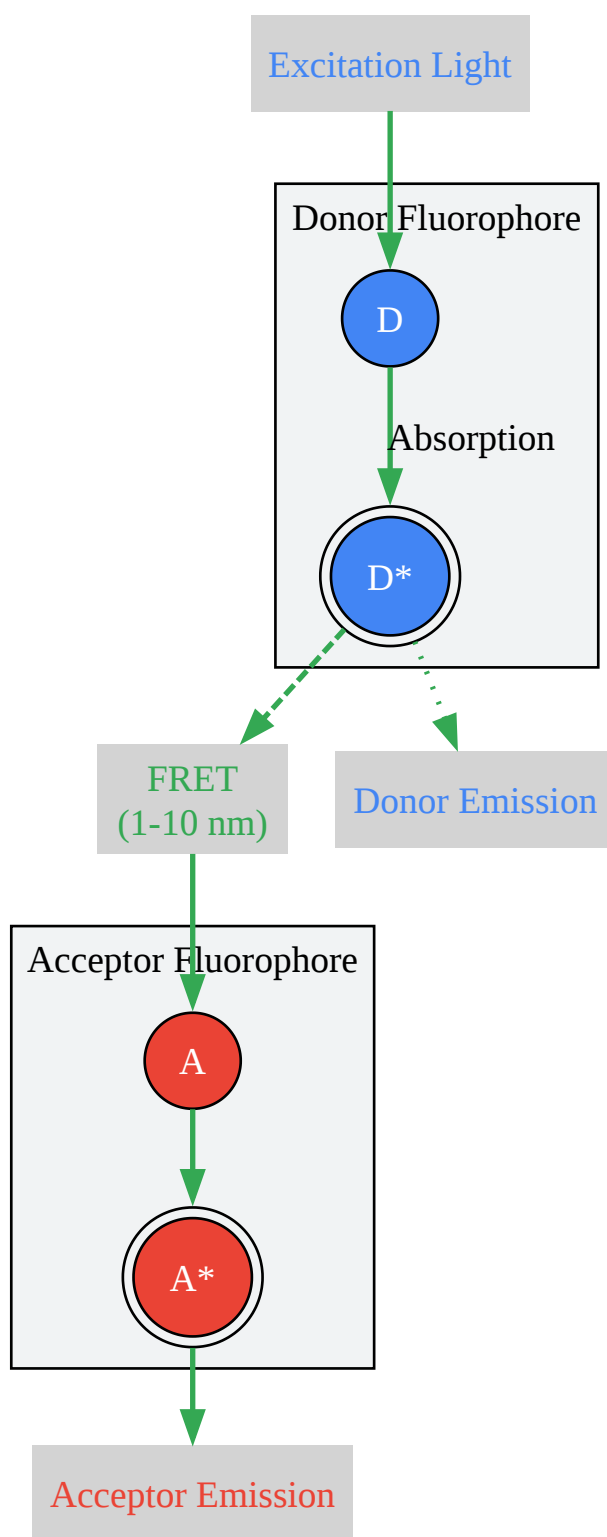 Excitation Light
Donor Fluorophore
D
Absorption
D*
FRET
(1-10 nm)
Donor Emission
Acceptor Fluorophore
A
A*
Acceptor Emission